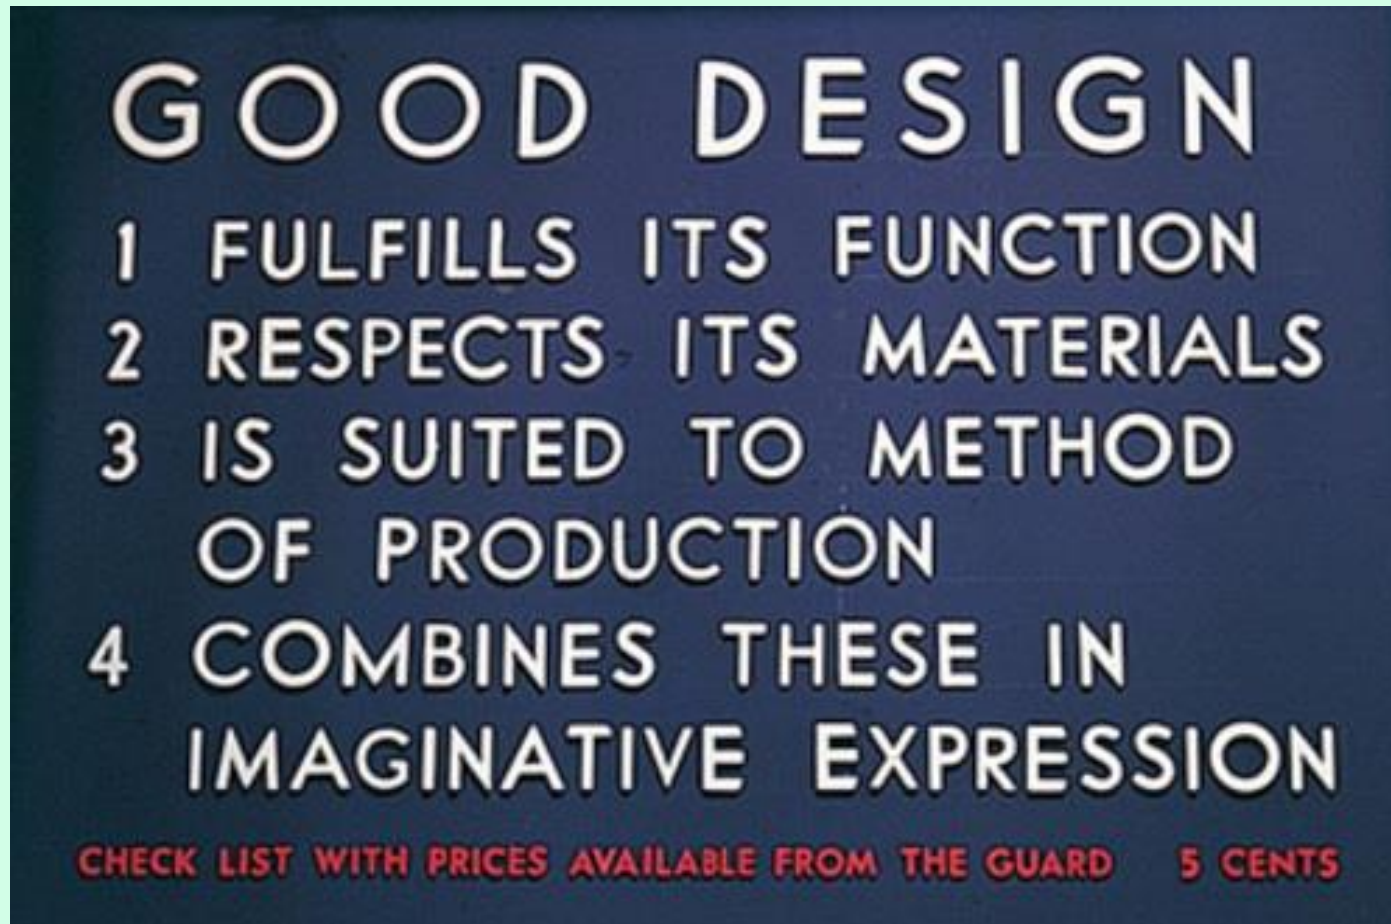 GOOD DESIGN
1 FULFILLS ITS FUNCTION
2 RESPECTS ITS MATERIALS
3 IS SUITED TO METHOD
OF PRODUCTION
4 COMBINES THESE IN
IMAGINATIVE EXPRESSION
CHECK LIST WITH PRICES AVAILABLE FROM THE GUARD 5 CENTS